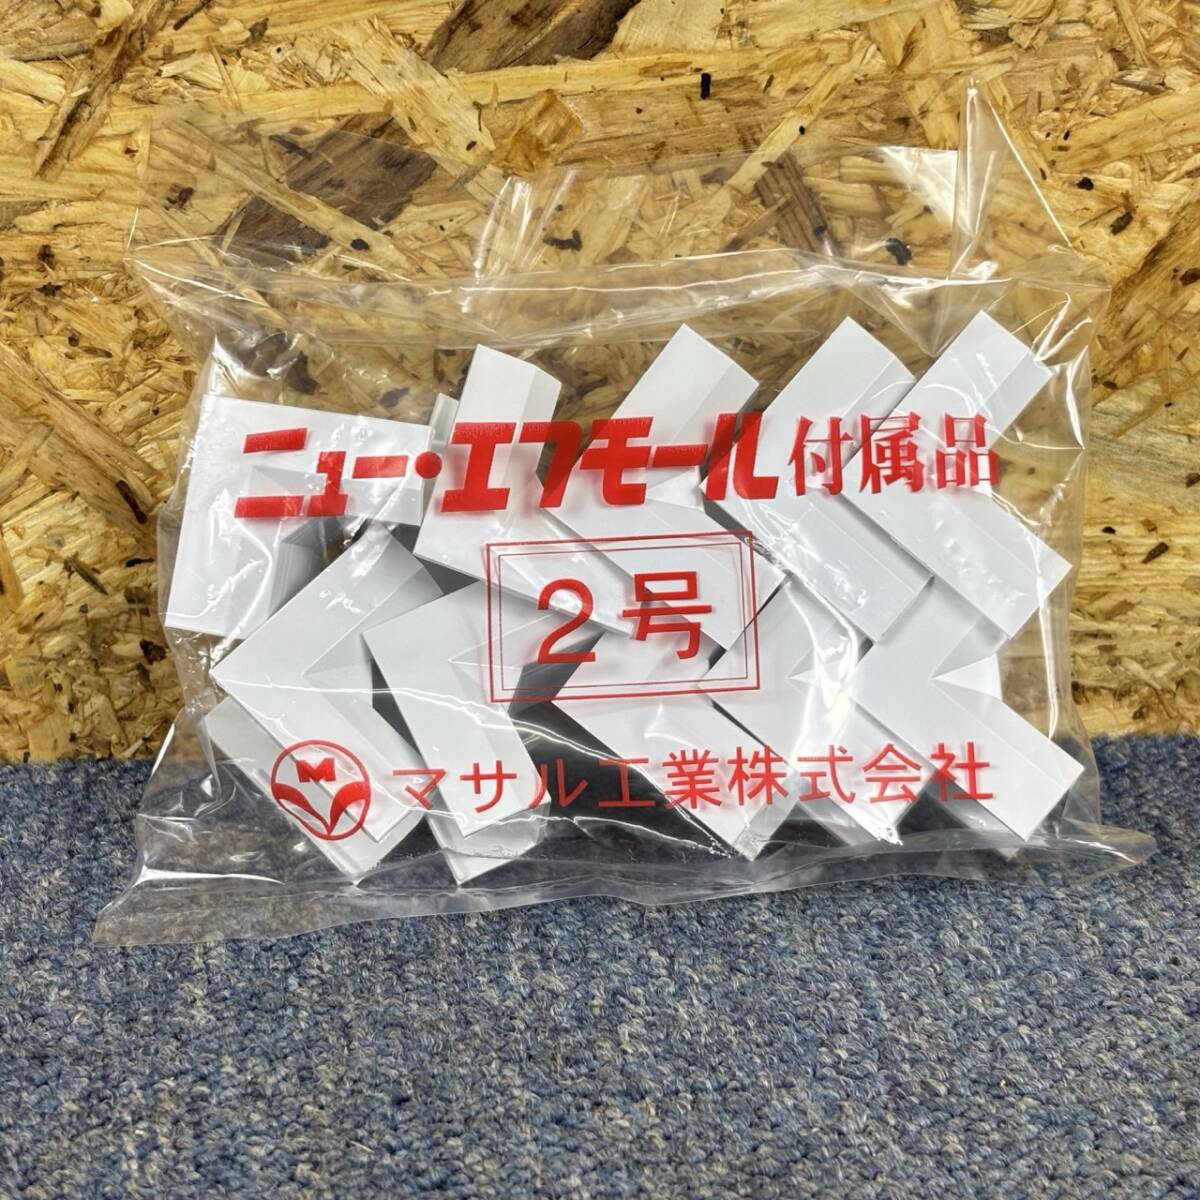 ニュー・エフモール付属品
2号
M マサル工業株式会社